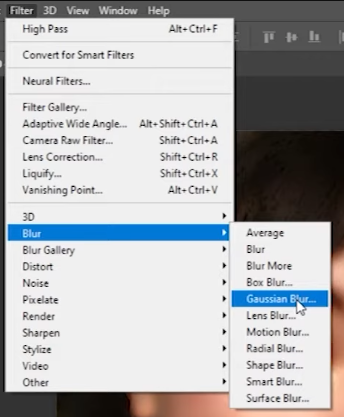 Filter 3D View Window Help
High Pass Alt+Ctrl+F
Convert for Smart Filters
Neural Filters...
Filter Gallery...
Adaptive Wide Angle... Alt+Shift+Ctrl+A
Camera Raw Filter... Shift+Ctrl+A
Lens Correction... Shift+Ctrl+R
Liquify... Shift+Ctrl+X
Vanishing Point... Alt+Ctrl+V
3D
Blur
Blur Gallery
Distort
Noise
Pixelate
Render
Sharpen
Stylize
Video
Other
Average
Blur
Blur More
Box Blur...
Gaussian Blur...
Lens Blur...
Motion Blur...
Radial Blur...
Shape Blur...
Smart Blur...
Surface Blur...